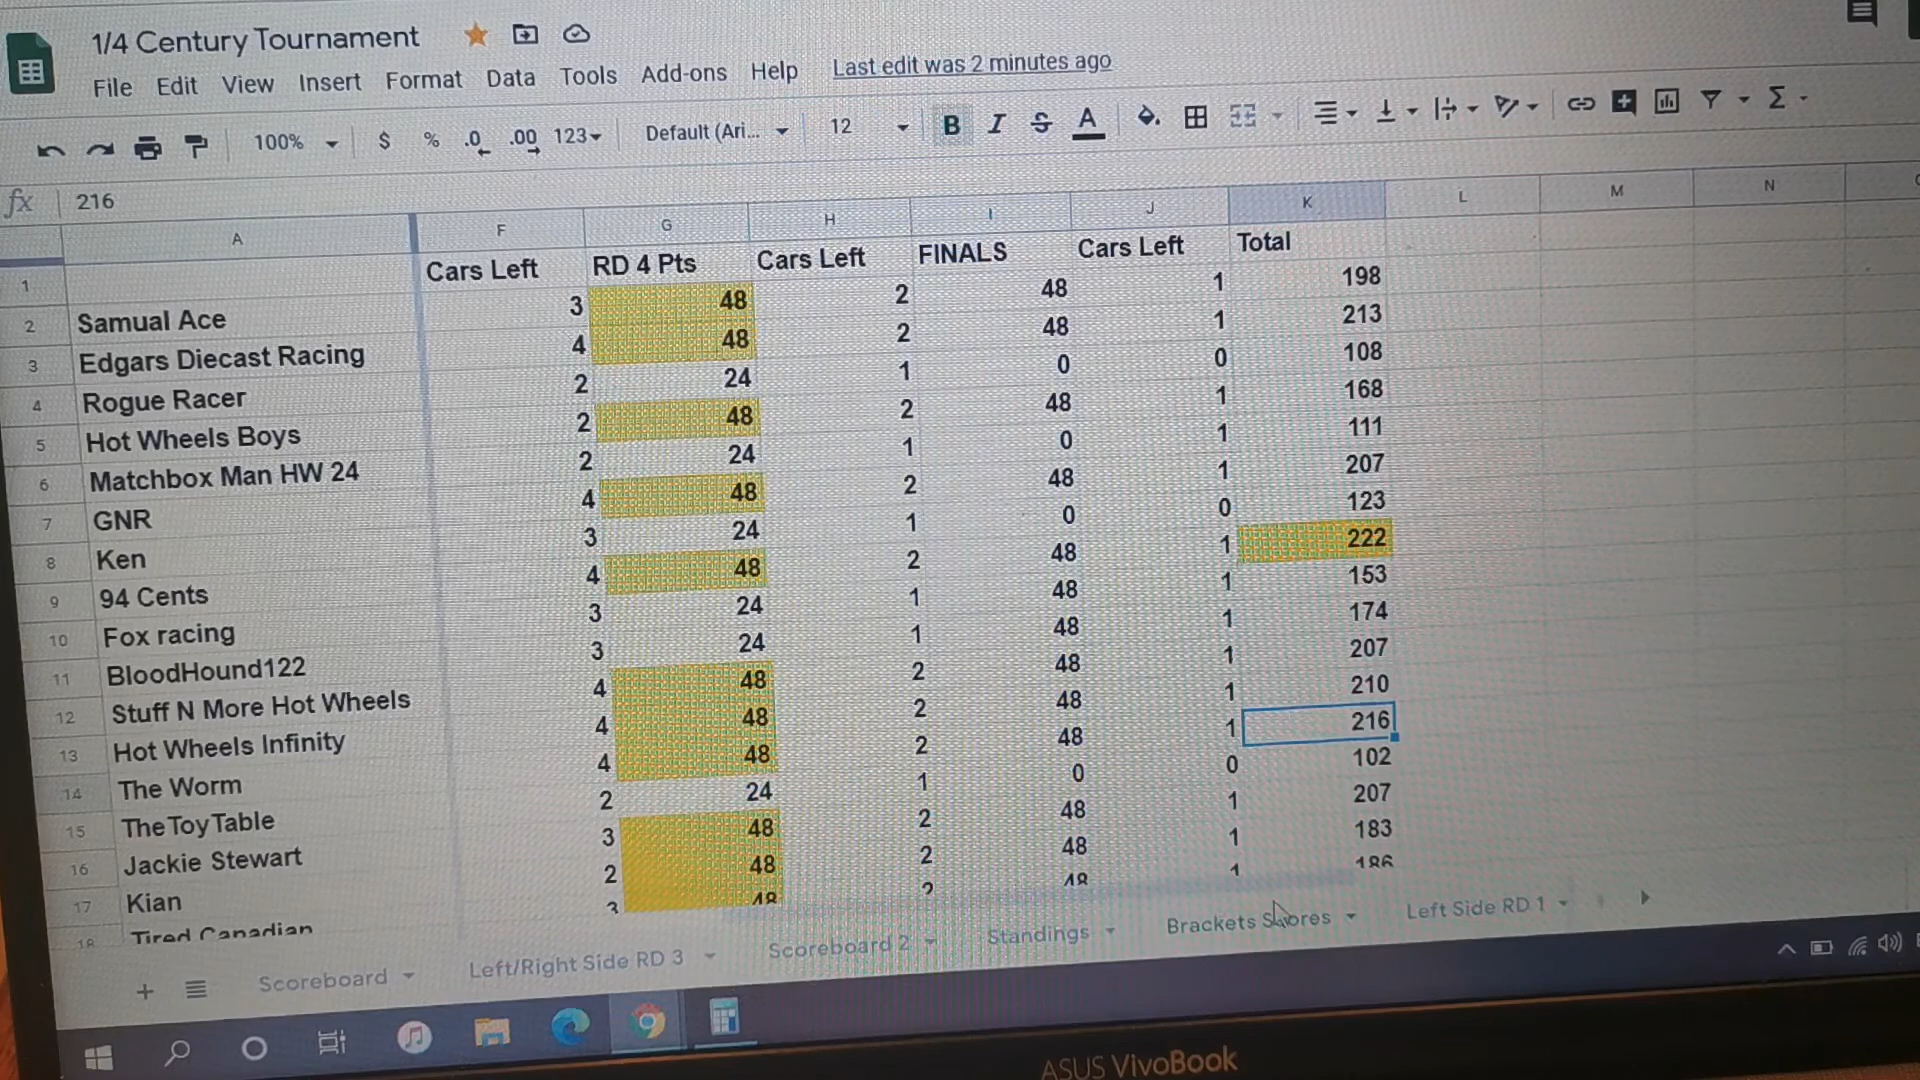 1/4 Century Tournament
File Edit View Insert Format Data Tools Add-ons Help Last edit was 2 minutes ago
100% $ % .0 .00 123 Default (Ari... 12 B I S A
fx 216
A F G H I J K L M N
1 Cars Left RD 4 Pts Cars Left FINALS Cars Left Total
2 Samual Ace 3 48 2 48 1 198
3 Edgars Diecast Racing 4 48 2 48 1 213
4 Rogue Racer 2 24 1 0 0 108
5 Hot Wheels Boys 2 48 2 48 1 168
6 Matchbox Man HW 24 2 24 1 0 1 111
7 GNR 4 48 2 48 1 207
8 Ken 3 24 1 0 0 123
9 94 Cents 4 48 2 48 1 222
10 Fox racing 3 24 1 48 1 153
11 BloodHound122 3 24 1 48 1 174
12 Stuff N More Hot Wheels 4 48 2 48 1 207
13 Hot Wheels Infinity 4 48 2 48 1 210
14 The Worm 4 48 2 48 1 216
15 TheToyTable 2 24 1 0 0 102
16 Jackie Stewart 3 48 2 48 1 207
17 Kian 2 48 2 48 1 183
18 Tired Canadian 3 48 2 48 1 186
+ Scoreboard Left/Right Side RD 3 Scoreboard 2 Standings Brackets Scores Left Side RD 1
ASUS VivoBook